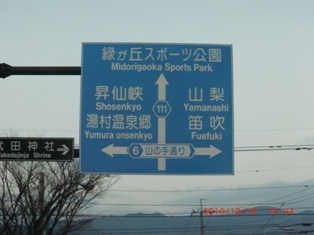 緑が丘スポーツ公園
Midorigaoka Sports Park
昇仙峡
Shosenkyo
湯村温泉郷
Yumura onsenkyo
111
山梨
Yamanashi
笛吹
Fuefuki
6 山の手通り
田神社
akedajinja Shrine